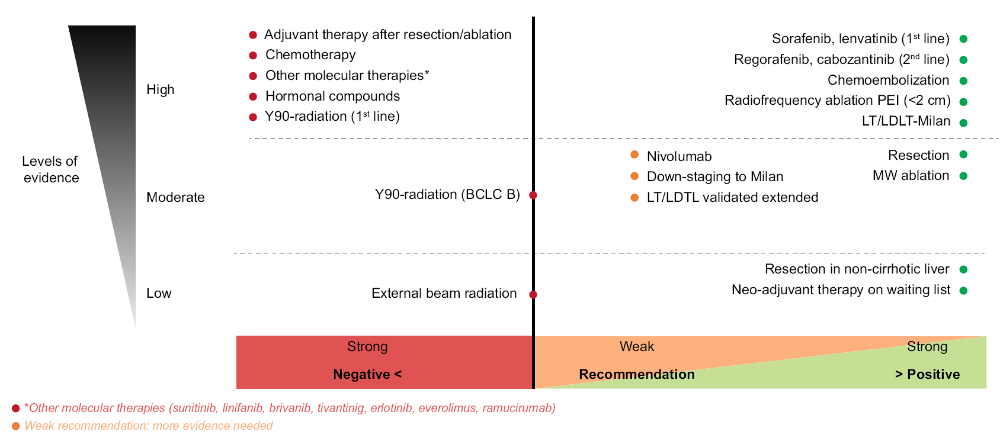 Levels of
evidence
High
Adjuvant therapy after resection/ablation
Chemotherapy
Other molecular therapies*
Hormonal compounds
Y90-radiation (1st line)
Sorafenib, lenvatinib (1st line)
Regorafenib, cabozantinib (2nd line)
Chemoembolization
Radiofrequency ablation PEI (<2 cm)
LT/LDLT-Milan
Moderate
Y90-radiation (BCLC B)
Nivolumab
Down-staging to Milan
LT/LDTL validated extended
Resection
MW ablation
Low
External beam radiation
Resection in non-cirrhotic liver
Neo-adjuvant therapy on waiting list
Strong
Weak
Strong
Negative <
Recommendation
> Positive
*Other molecular therapies (sunitinib, linifanib, brivanib, tivantinig, erlotinib, everolimus, ramucirumab)
Weak recommendation: more evidence needed